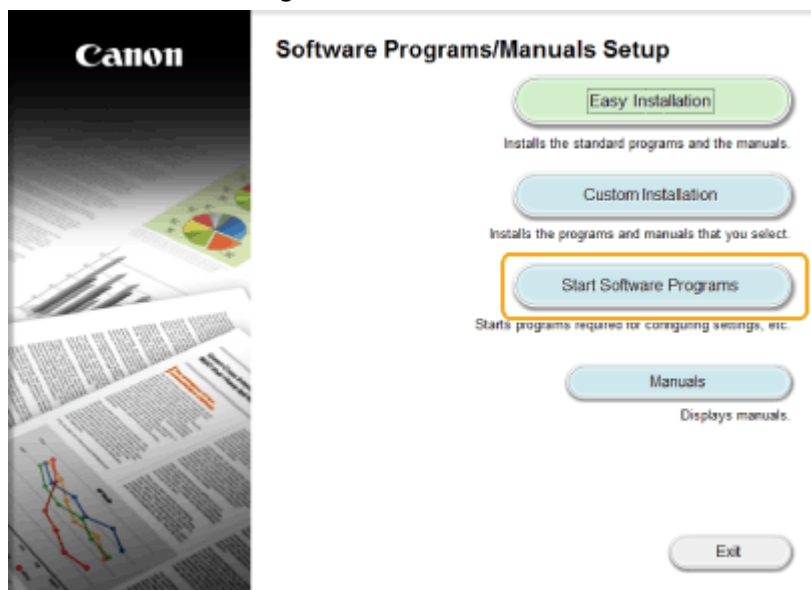 Canon
Software Programs/Manuals Setup
Easy Installation
Installs the standard programs and the manuals.
Custom Installation
Installs the programs and manuals that you select.
Start Software Programs
Starts programs required for configuring settings, etc.
Manuals
Displays manuals.
Exit